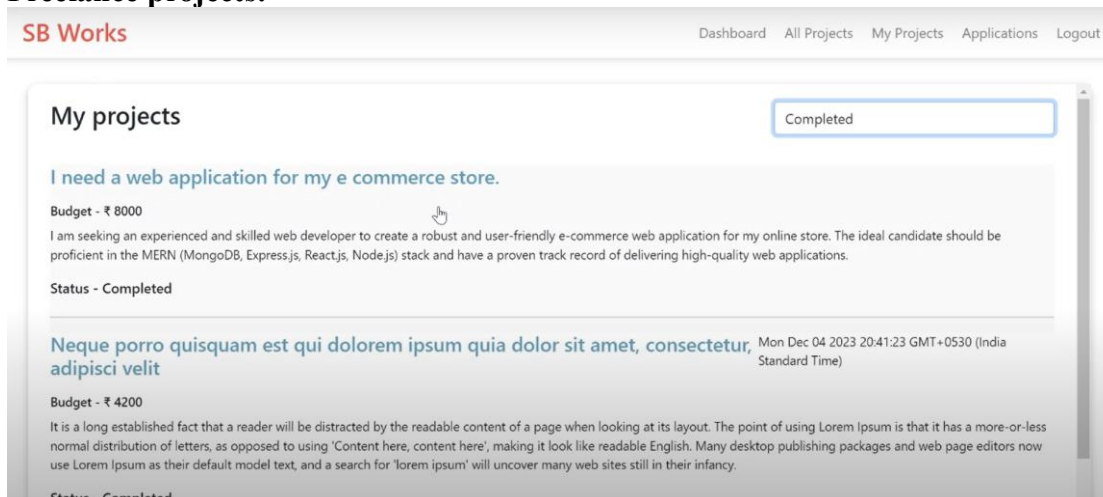 Freelance projects:
SB Works
Dashboard All Projects My Projects Applications Logout
My projects
Completed
I need a web application for my e commerce store.
Budget - ₹ 8000
I am seeking an experienced and skilled web developer to create a robust and user-friendly e-commerce web application for my online store. The ideal candidate should be
proficient in the MERN (MongoDB, Express.js, React.js, Node.js) stack and have a proven track record of delivering high-quality web applications.
Status - Completed
Neque porro quisquam est qui dolorem ipsum quia dolor sit amet, consectetur,
adipisci velit
Mon Dec 04 2023 20:41:23 GMT+0530 (India
Standard Time)
Budget - ₹ 4200
It is a long established fact that a reader will be distracted by the readable content of a page when looking at its layout. The point of using Lorem Ipsum is that it has a more-or-less
normal distribution of letters, as opposed to using 'Content here, content here', making it look like readable English. Many desktop publishing packages and web page editors now
use Lorem Ipsum as their default model text, and a search for 'lorem ipsum' will uncover many web sites still in their infancy.
Status - Completed